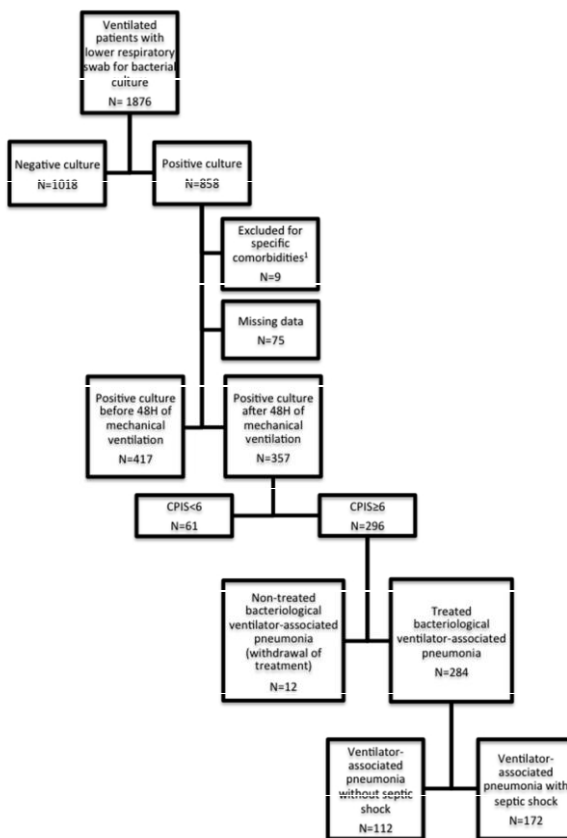 Ventilated
patients with
lower respiratory
swab for bacterial
culture
N= 1876
Negative culture
N=1018
Positive culture
N=858
Excluded for
specific
comorbidities¹
N=9
Missing data
N=75
Positive culture
before 48H of
mechanical
ventilation
N=417
Positive culture
after 48H of
mechanical
ventilation
N=357
CPIS<6
N=61
CPIS≥6
N=296
Non-treated
bacteriological
ventilator-associated
pneumonia
(withdrawal of
treatment)
N=12
Treated
bacteriological
ventilator-associated
pneumonia
N=284
Ventilator-
associated
pneumonia
without septic
shock
N=112
Ventilator-
associated
pneumonia with
septic shock
N=172